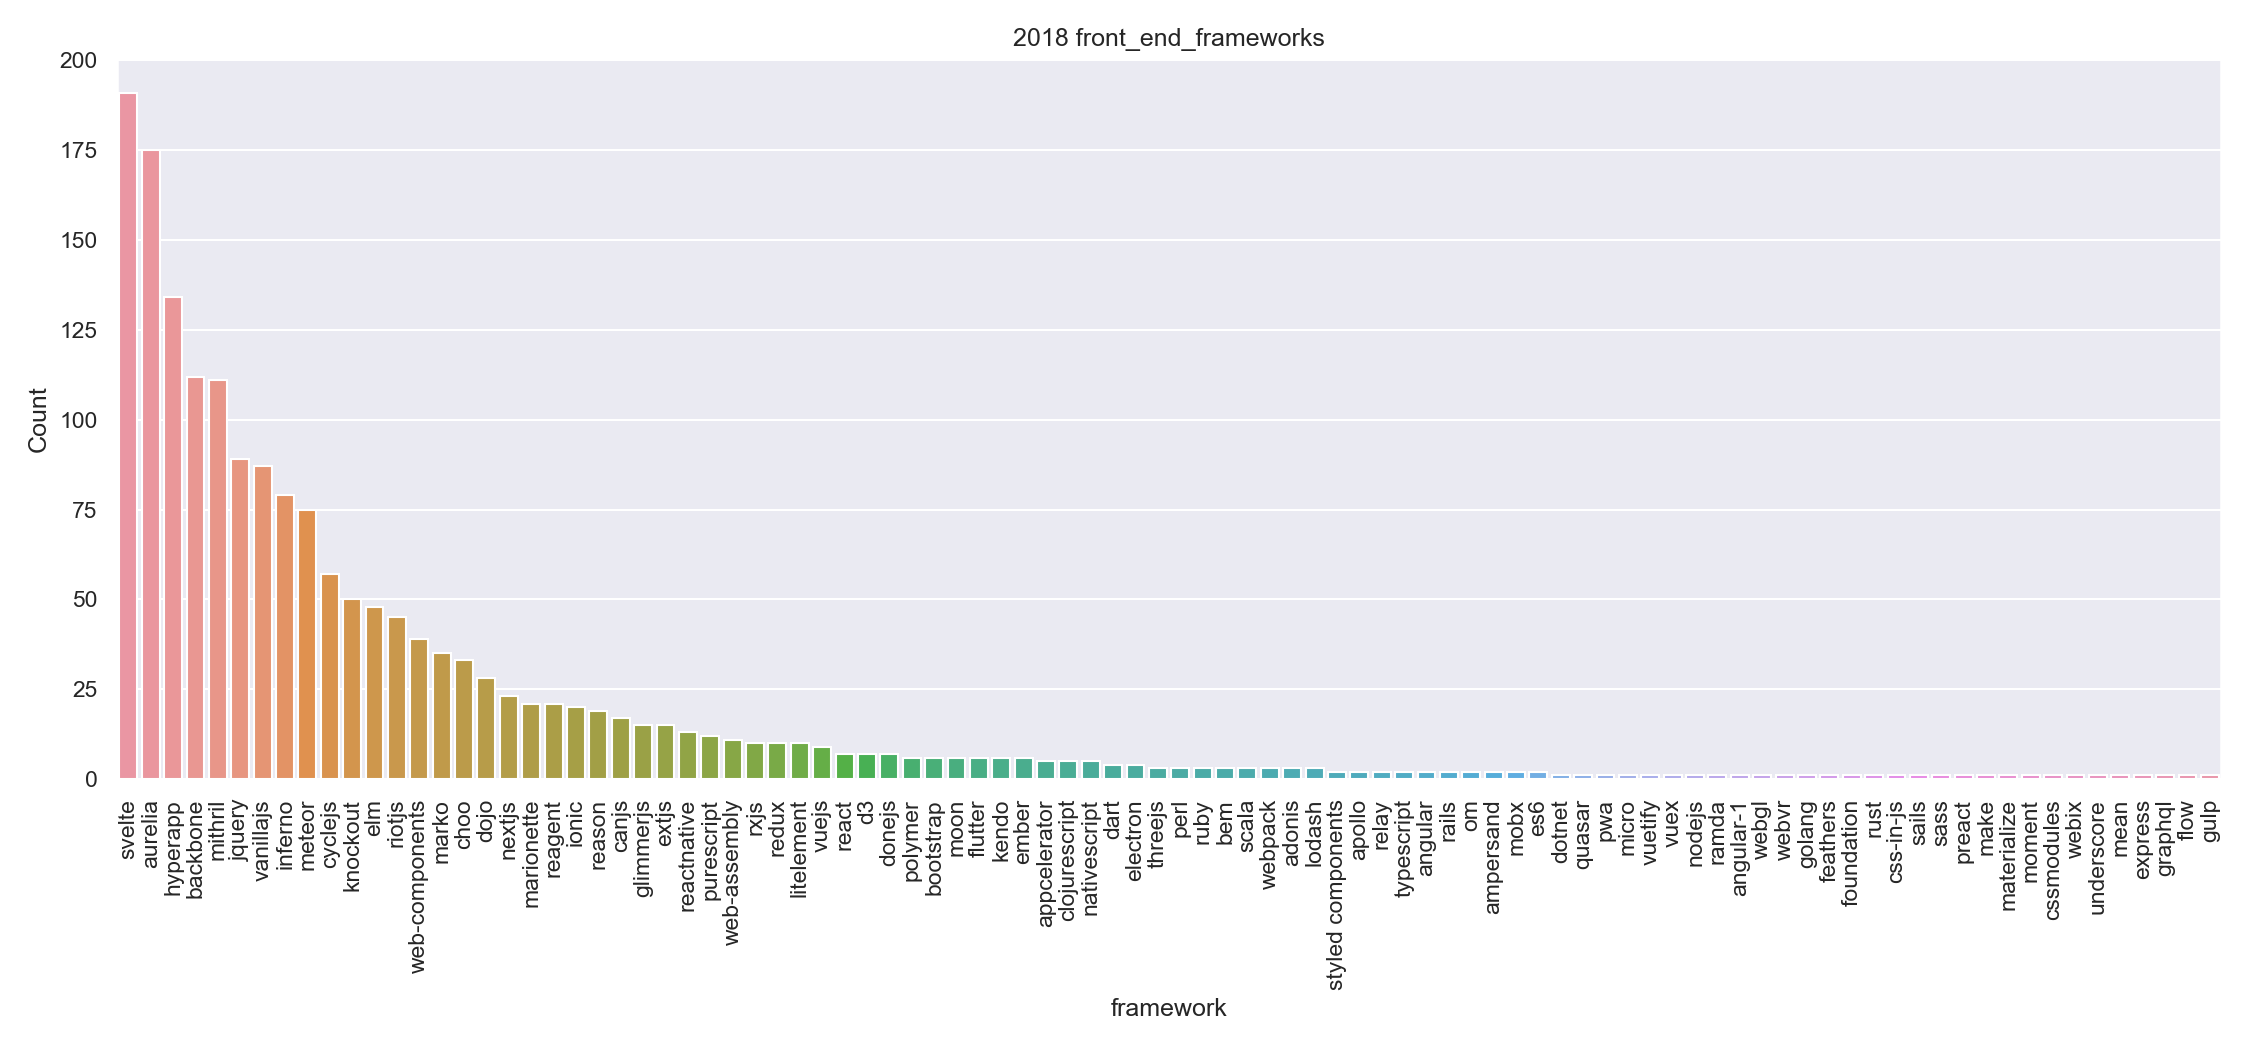 2018 front_end_frameworks
200
175
150
125
100
75
50
25
0
Count
svelte
aurelia
hyperapp
backbone
mithril
jquery
vanillajs
inferno
meteor
cyclejs
knockout
elm
riotjs
web-components
marko
choo
dojo
nextjs
marionette
reagent
ionic
reason
canjs
glimmerjs
extjs
reactnative
purescript
web-assembly
rxjs
redux
litelement
vuejs
react
d3
donejs
polymer
bootstrap
moon
flutter
kendo
ember
appcelerator
clojurescript
nativescript
dart
electron
threejs
perl
ruby
bem
scala
webpack
adonis
lodash
styled components
apollo
relay
typescript
angular
rails
om
ampersand
mobx
es6
dotnet
quasar
pwa
micro
vuetify
vuex
nodejs
ramda
angular-1
webgl
webvr
golang
feathers
foundation
rust
css-in-js
sails
sass
preact
make
materialize
moment
cssmodules
webix
underscore
mean
express
graphql
flow
gulp
framework